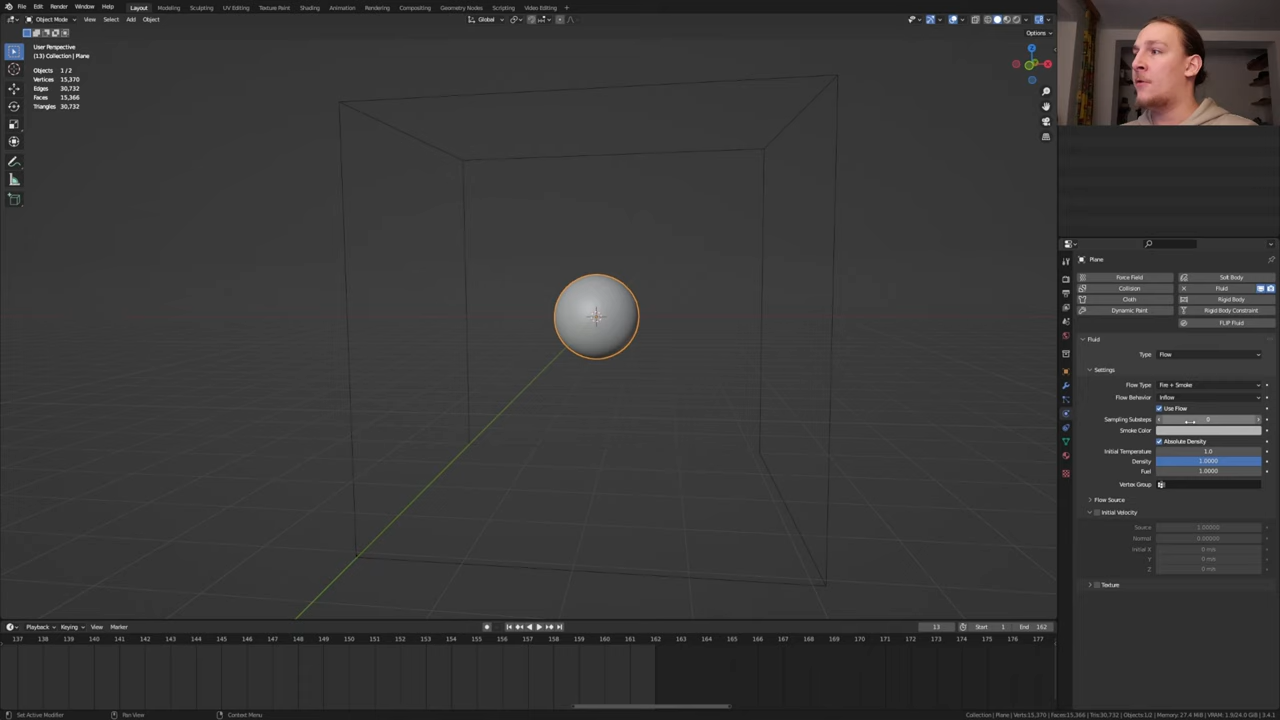 File Edit Render Window Help Layout Modeling Sculpting UV Editing Texture Paint Shading Animation Rendering Compositing Geometry Nodes Scripting Video Editing
Object Mode View Select Add Object Global
Options
User Perspective
(13) Collection | Plane
Objects 1 / 2
Vertices 15,370
Edges 30,732
Faces 15,366
Triangles 30,732
Z
X
Plane
Force Field Soft Body
Collision Fluid
Cloth Rigid Body
Dynamic Paint Rigid Body Constraint
FLIP Fluid
Fluid
Type Flow
Settings
Flow Type Fire + Smoke
Flow Behavior Inflow
Use Flow
Sampling Substeps 0
Smoke Color
Absolute Density
Initial Temperature 1.0
Density 1.0000
Fuel 1.0000
Vertex Group
Flow Source
Initial Velocity
Source 1.00000
Normal 0.00000
Initial X 0 m/s
Y 0 m/s
Z 0 m/s
Texture
Playback Keying View Marker 13 Start 1 End 162
137 138 139 140 141 142 143 144 145 146 147 148 149 150 151 152 153 154 155 156 157 158 159 160 161 162 163 164 165 166 167 168 169 170 171 172 173 174 175 176 177
Set Active Modifier Pan View Context Menu Collection | Plane | Verts:15,370 | Faces:15,366 | Tris:30,732 | Objects:1/2 | Memory: 27.4 MiB | VRAM: 1.9/24.0 GiB | 3.4.1